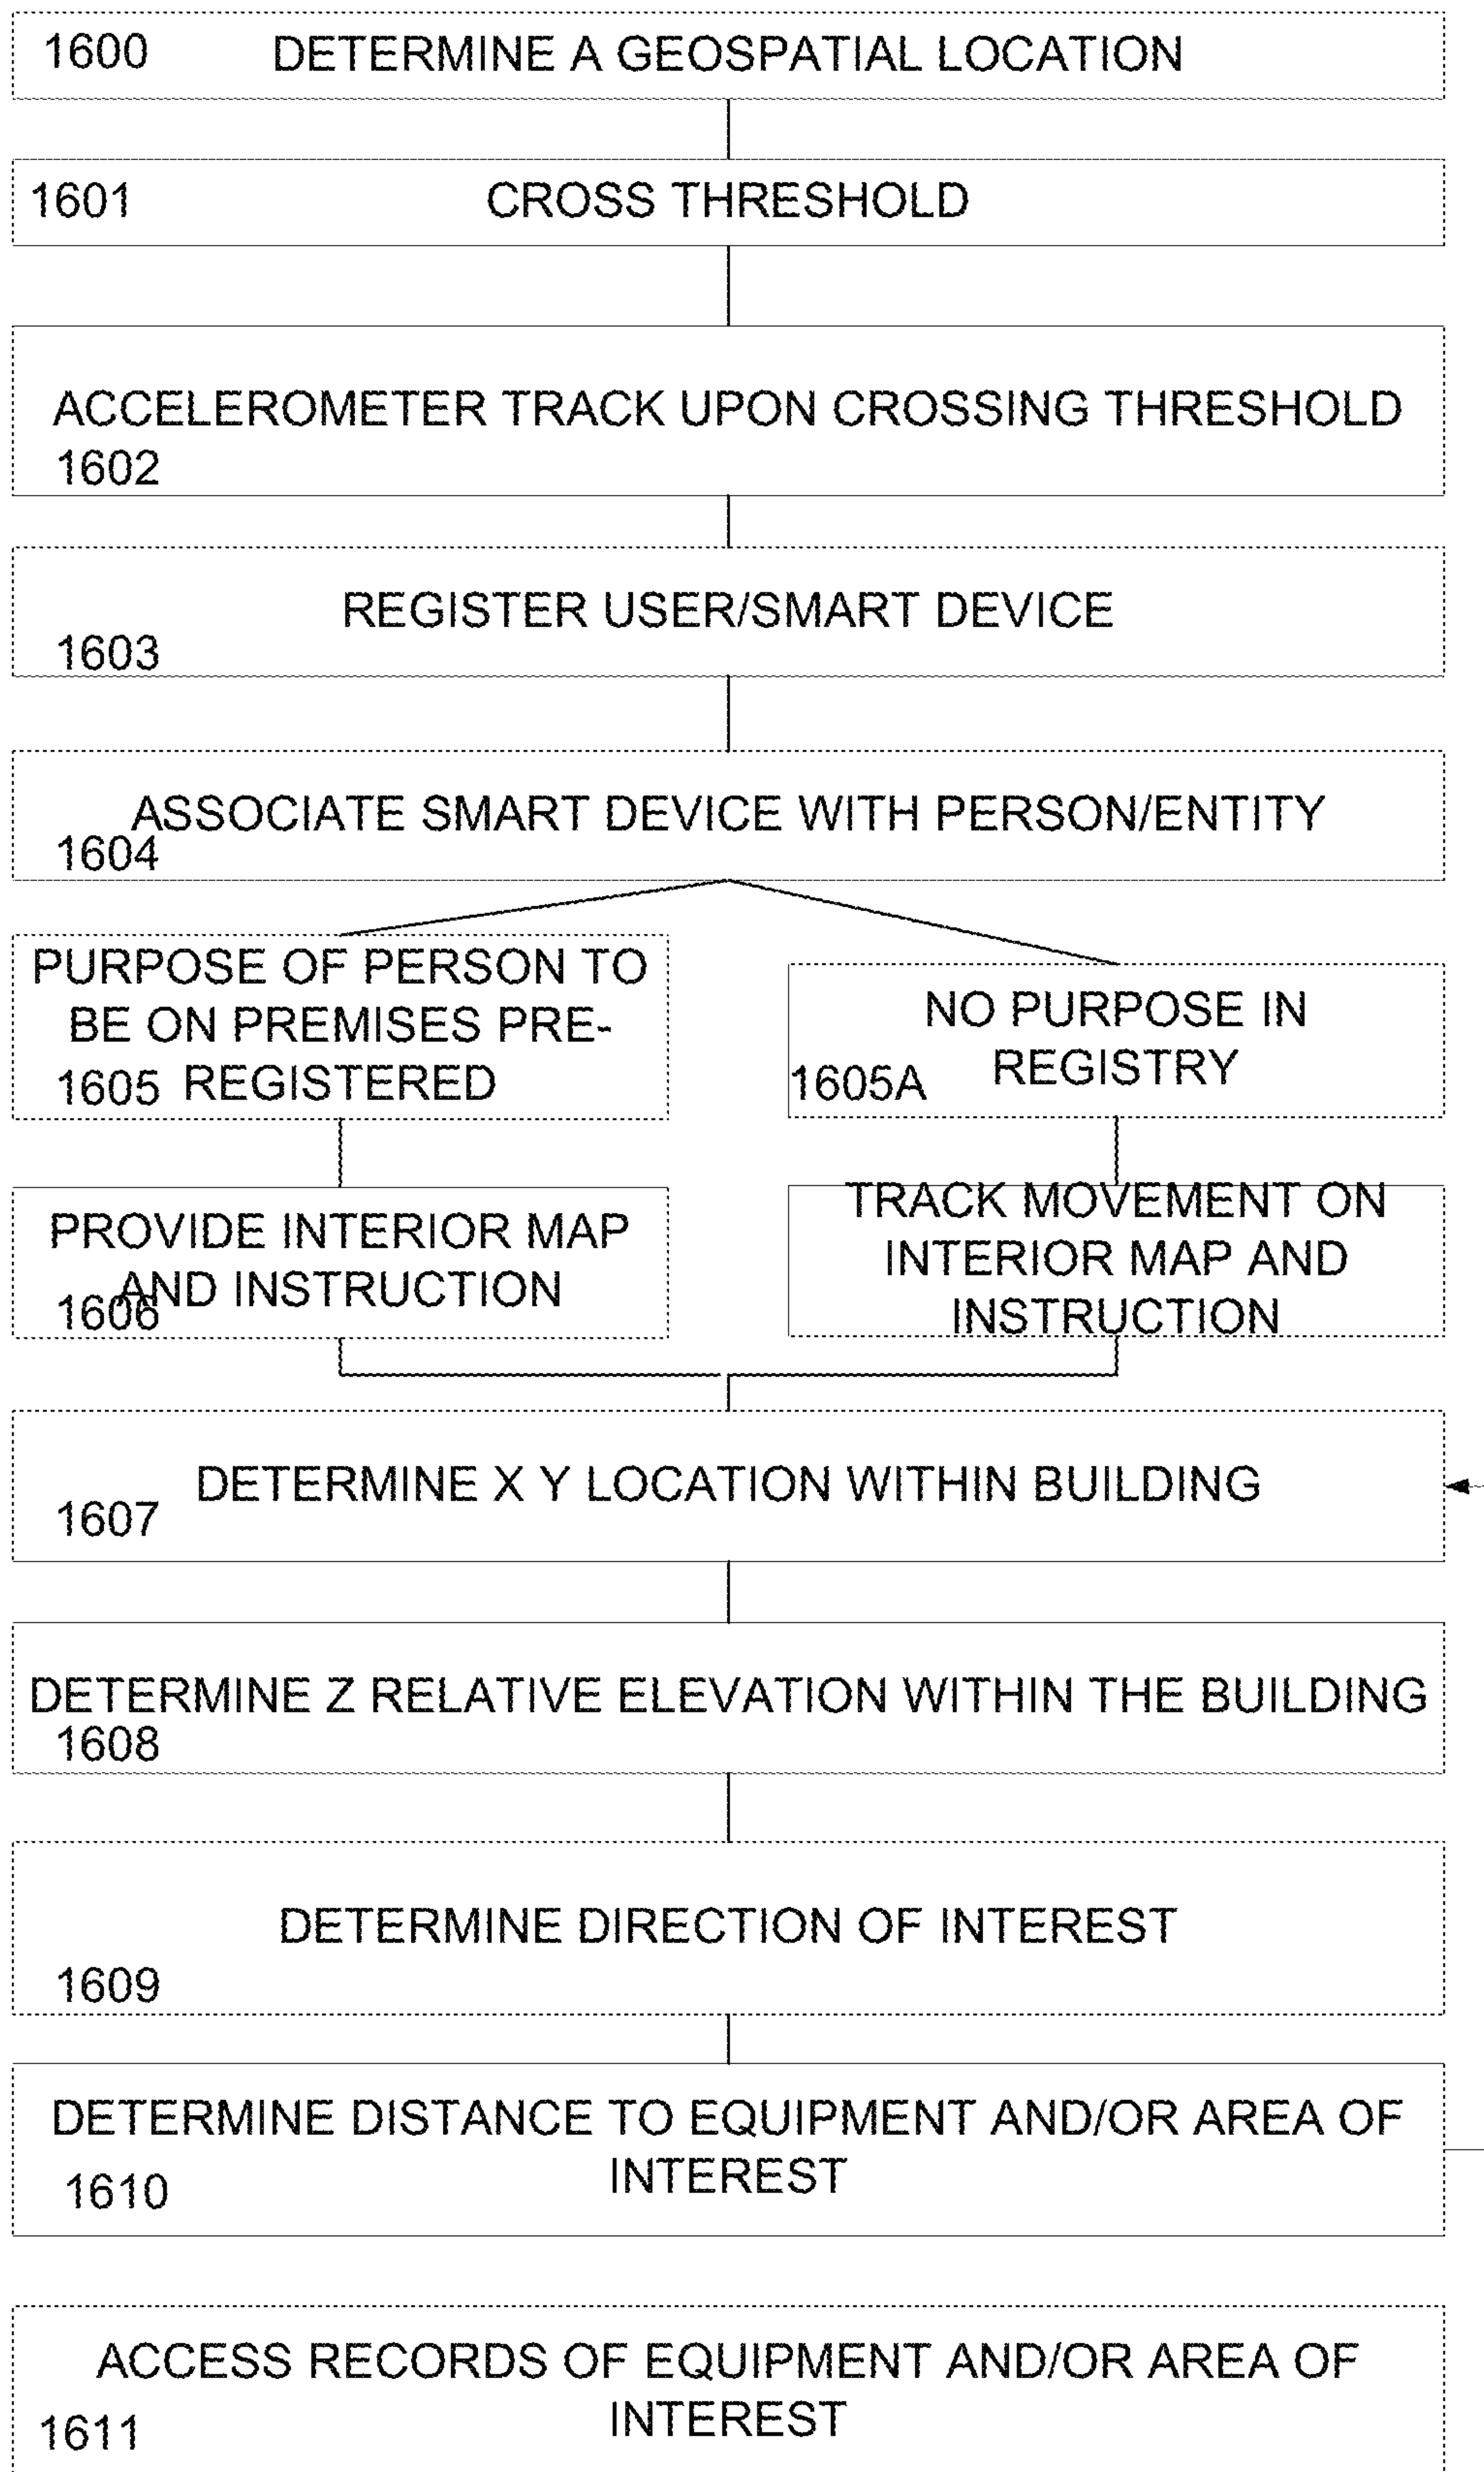 1600 DETERMINE A GEOSPATIAL LOCATION
1601 CROSS THRESHOLD
ACCELEROMETER TRACK UPON CROSSING THRESHOLD
1602
REGISTER USER/SMART DEVICE
1603
ASSOCIATE SMART DEVICE WITH PERSON/ENTITY
1604
PURPOSE OF PERSON TO
BE ON PREMISES PRE-
1605 REGISTERED
NO PURPOSE IN
REGISTRY
1605A
PROVIDE INTERIOR MAP
AND INSTRUCTION
1606
TRACK MOVEMENT ON
INTERIOR MAP AND
INSTRUCTION
DETERMINE X Y LOCATION WITHIN BUILDING
1607
DETERMINE Z RELATIVE ELEVATION WITHIN THE BUILDING
1608
DETERMINE DIRECTION OF INTEREST
1609
DETERMINE DISTANCE TO EQUIPMENT AND/OR AREA OF
INTEREST
1610
ACCESS RECORDS OF EQUIPMENT AND/OR AREA OF
INTEREST
1611